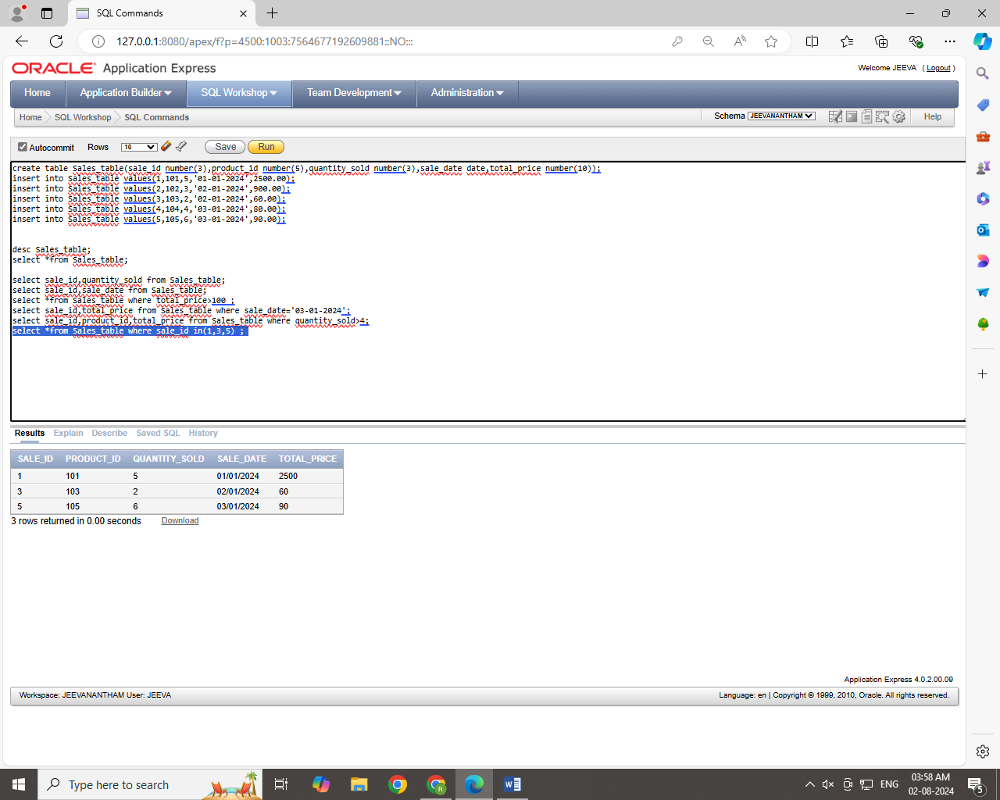 SQL Commands
127.0.0.1:8080/apex/f?p=4500:1003:7564677192609881::NO:::
ORACLE Application Express
Welcome JEEVA ( Logout )
Home Application Builder SQL Workshop Team Development Administration
Home SQL Workshop SQL Commands Schema JEEVANANTHAM Help
Autocommit Rows 10 Save Run
create table Sales_table(sale_id number(3),product_id number(5),quantity_sold number(3),sale_date date,total_price number(10));
insert into Sales_table values(1,101,5,'01-01-2024',2500.00);
insert into Sales_table values(2,102,3,'02-01-2024',900.00);
insert into Sales_table values(3,103,2,'02-01-2024',60.00);
insert into Sales_table values(4,104,4,'03-01-2024',80.00);
insert into Sales_table values(5,105,6,'03-01-2024',90.00);
desc Sales_table;
select *from Sales_table;
select sale_id,quantity_sold from Sales_table;
select sale_id,sale_date from Sales_table;
select *from Sales_table where total_price>100 ;
select sale_id,total_price from Sales_table where sale_date='03-01-2024';
select sale_id,product_id,total_price from Sales_table where quantity_sold>4;
select *from Sales_table where sale_id in(1,3,5) ;
Results Explain Describe Saved SQL History
SALE_ID PRODUCT_ID QUANTITY_SOLD SALE_DATE TOTAL_PRICE
1 101 5 01/01/2024 2500
3 103 2 02/01/2024 60
5 105 6 03/01/2024 90
3 rows returned in 0.00 seconds Download
Application Express 4.0.2.00.09
Workspace: JEEVANANTHAM User: JEEVA Language: en | Copyright © 1999, 2010, Oracle. All rights reserved.
Type here to search ENG 03:58 AM
02-08-2024 5